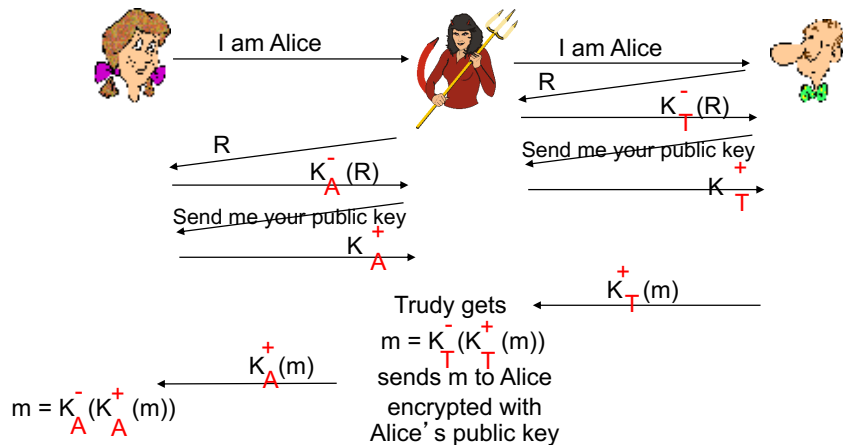 I am Alice
I am Alice
R
K⁻T(R)
Send me your public key
K⁺T
R
K⁻A(R)
Send me your public key
K⁺A
K⁺T(m)
Trudy gets
m = K⁻T(K⁺T(m))
sends m to Alice
encrypted with
Alice's public key
K⁺A(m)
m = K⁻A(K⁺A(m))